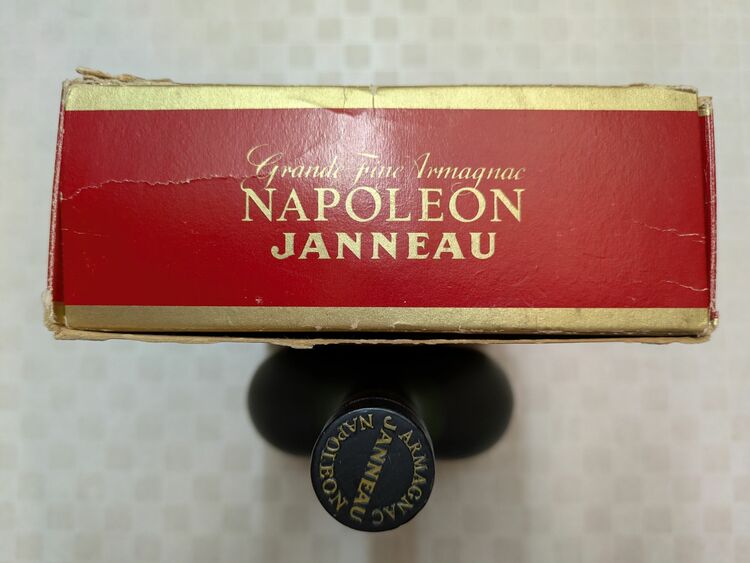 Grande Fine Armagnac
NAPOLEON
JANNEAU
ARMAGNAC
JANNEAU
NAPOLEON